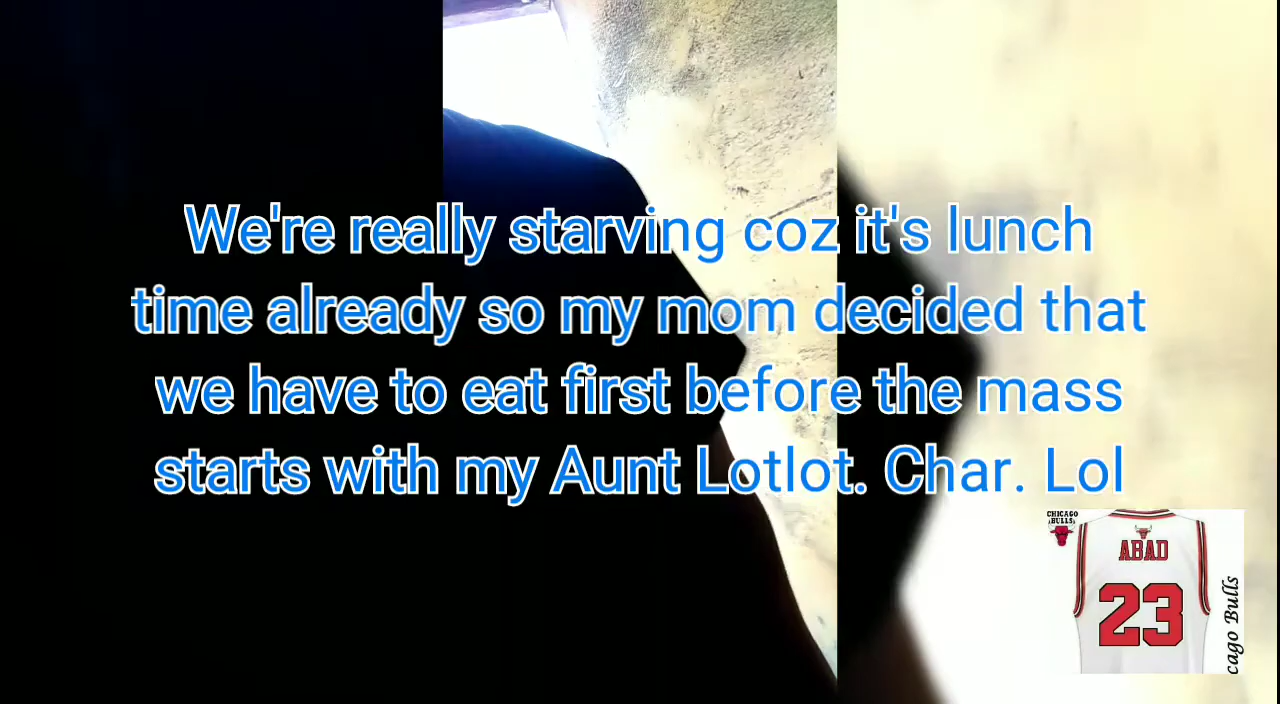 We're really starving coz it's lunch
time already so my mom decided that
we have to eat first before the mass
starts with my Aunt Lotlot. Char. Lol
CHICAGO
BULLS
ABAD
23
cago Bulls